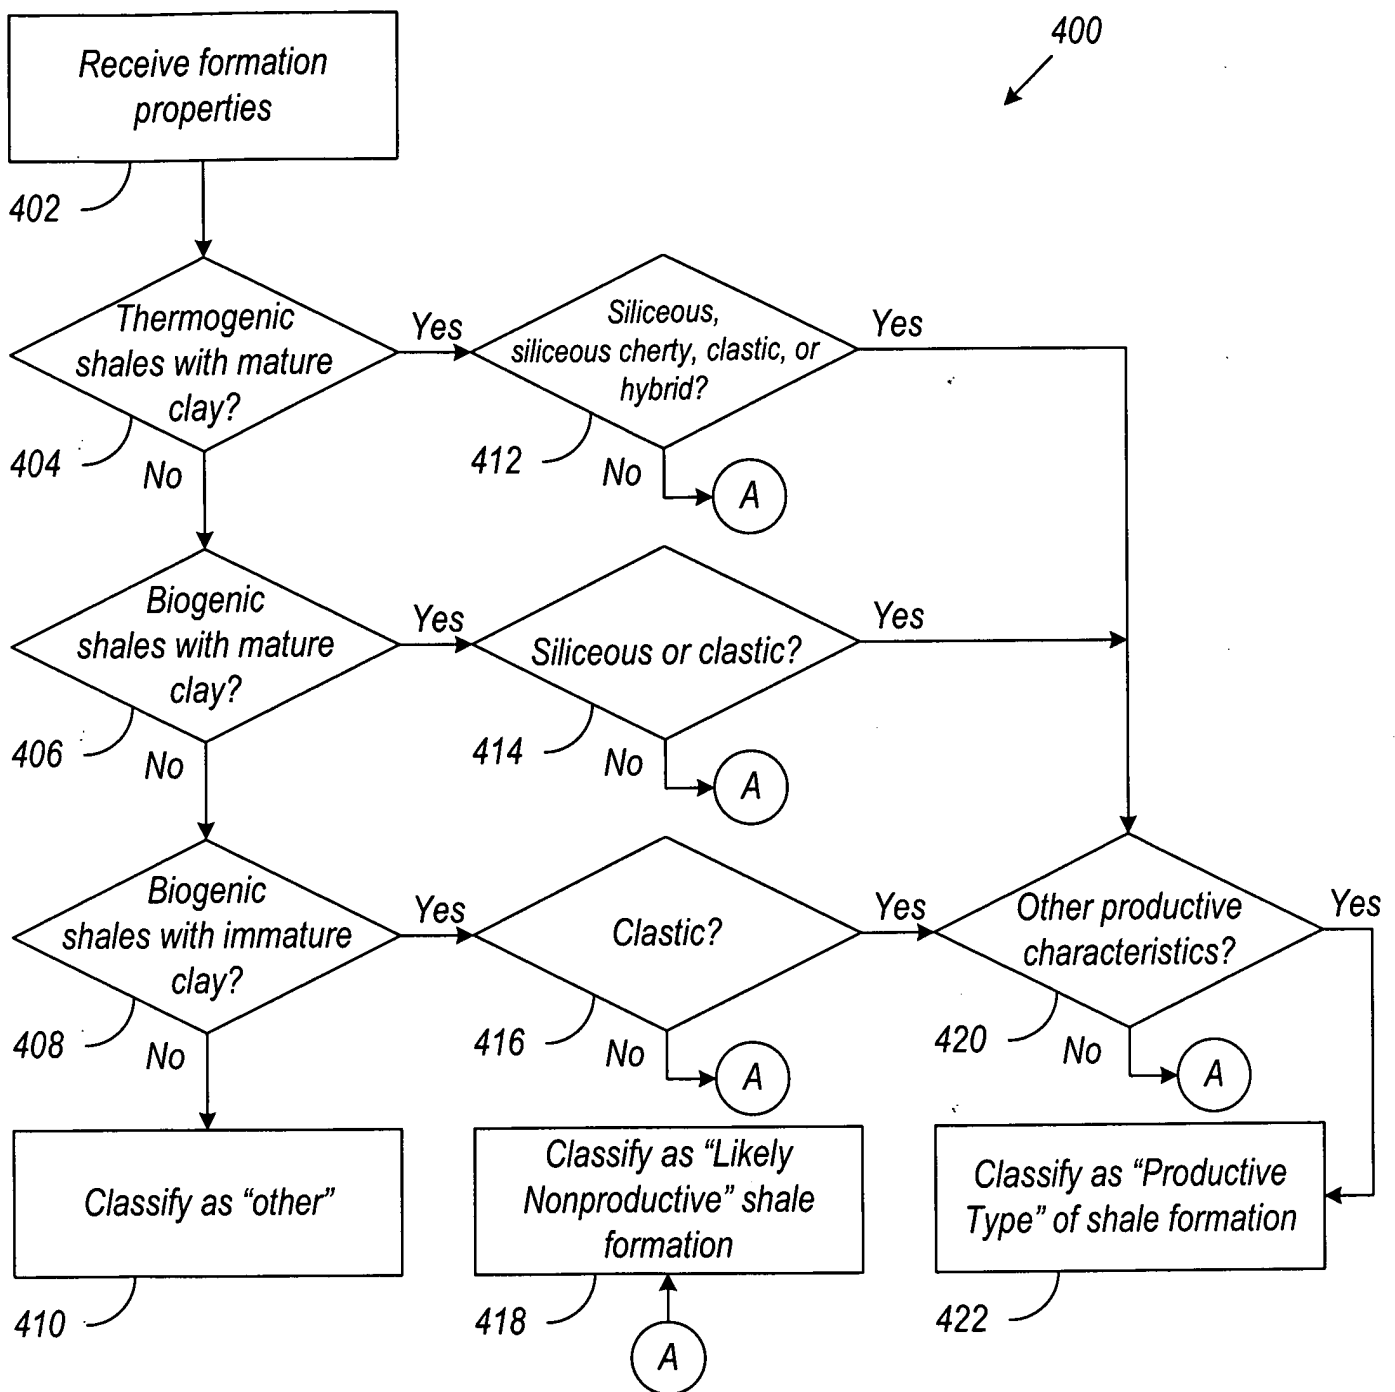 400
Receive formation
properties
402
Thermogenic
shales with mature
clay?
404
Yes
No
Siliceous,
siliceous cherty, clastic, or
hybrid?
412
Yes
No
A
Biogenic
shales with mature
clay?
406
Yes
No
Siliceous or clastic?
414
Yes
No
A
Biogenic
shales with immature
clay?
408
Yes
No
Clastic?
416
Yes
No
A
Other productive
characteristics?
420
Yes
No
A
Classify as “other”
410
Classify as “Likely
Nonproductive” shale
formation
418
A
Classify as “Productive
Type” of shale formation
422